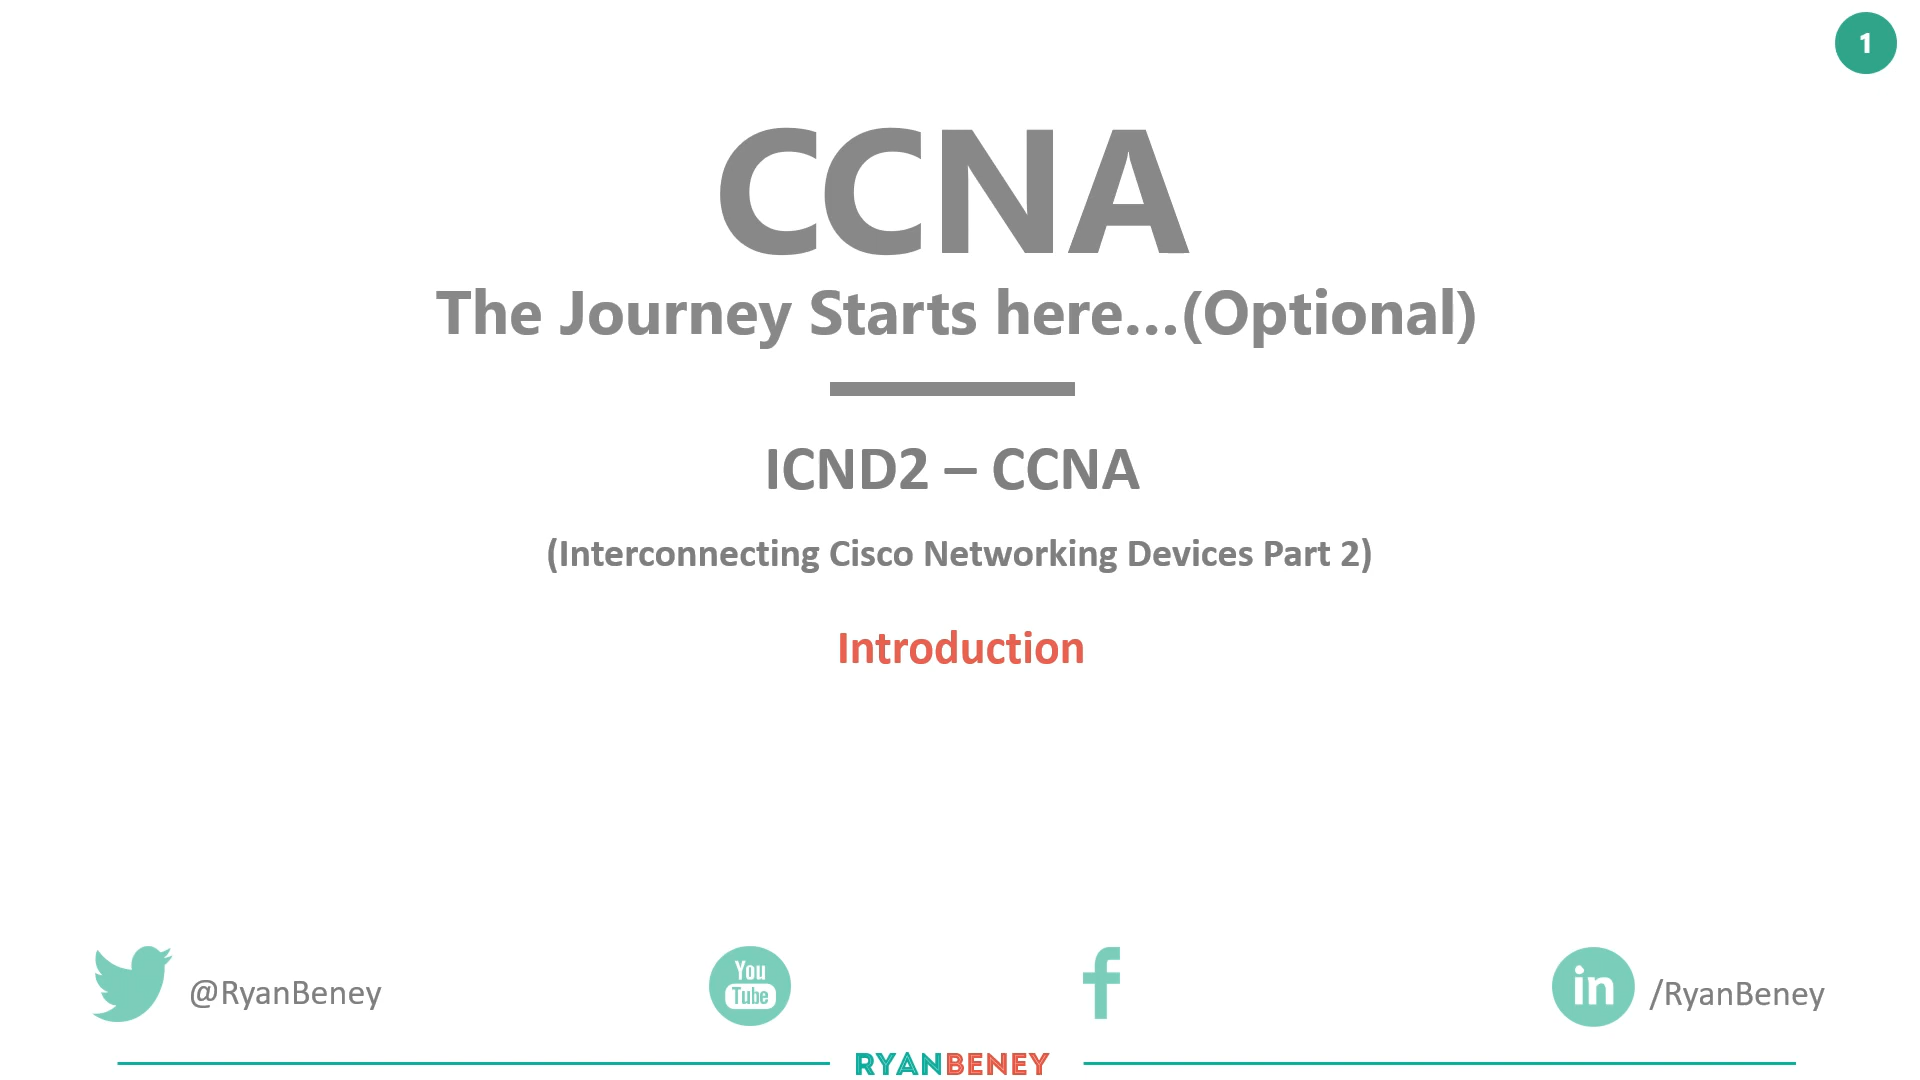 1
CCNA
The Journey Starts here...(Optional)
ICND2 – CCNA
(Interconnecting Cisco Networking Devices Part 2)
Introduction
@RyanBeney
You
Tube
f
in
/RyanBeney
RYANBENEY